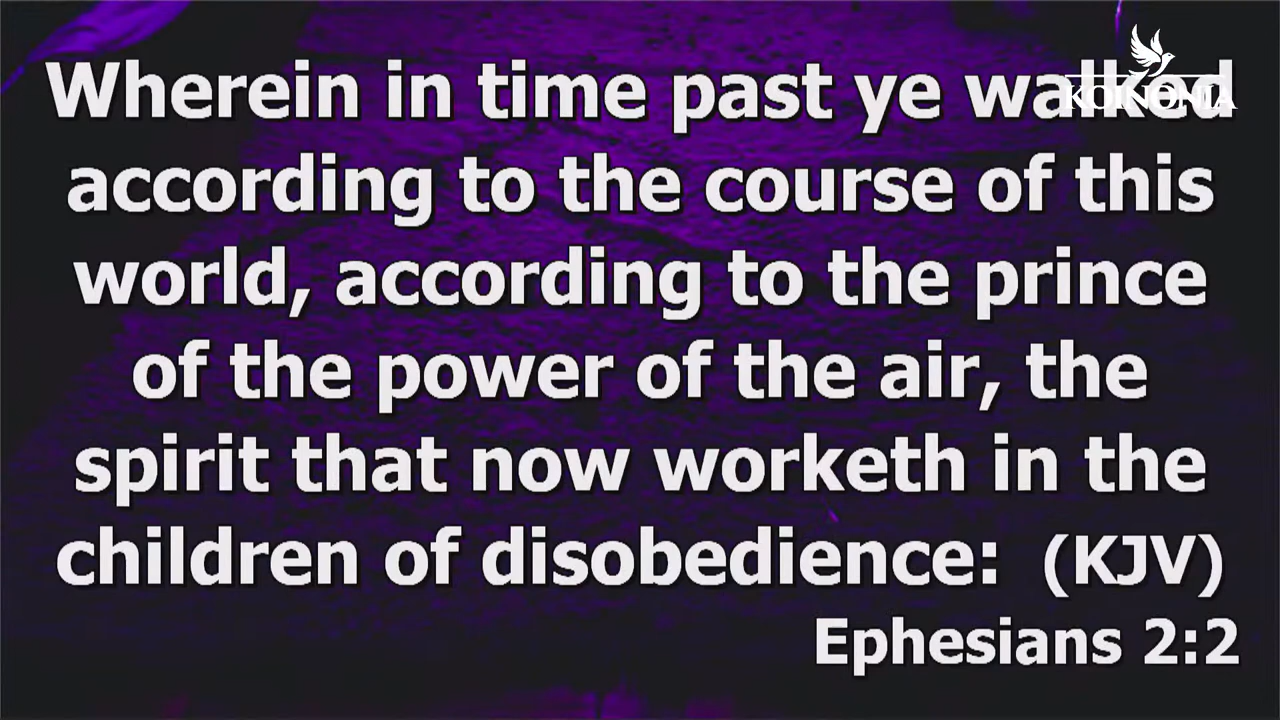 KOINONIA
Wherein in time past ye walked
according to the course of this
world, according to the prince
of the power of the air, the
spirit that now worketh in the
children of disobedience: (KJV)
Ephesians 2:2